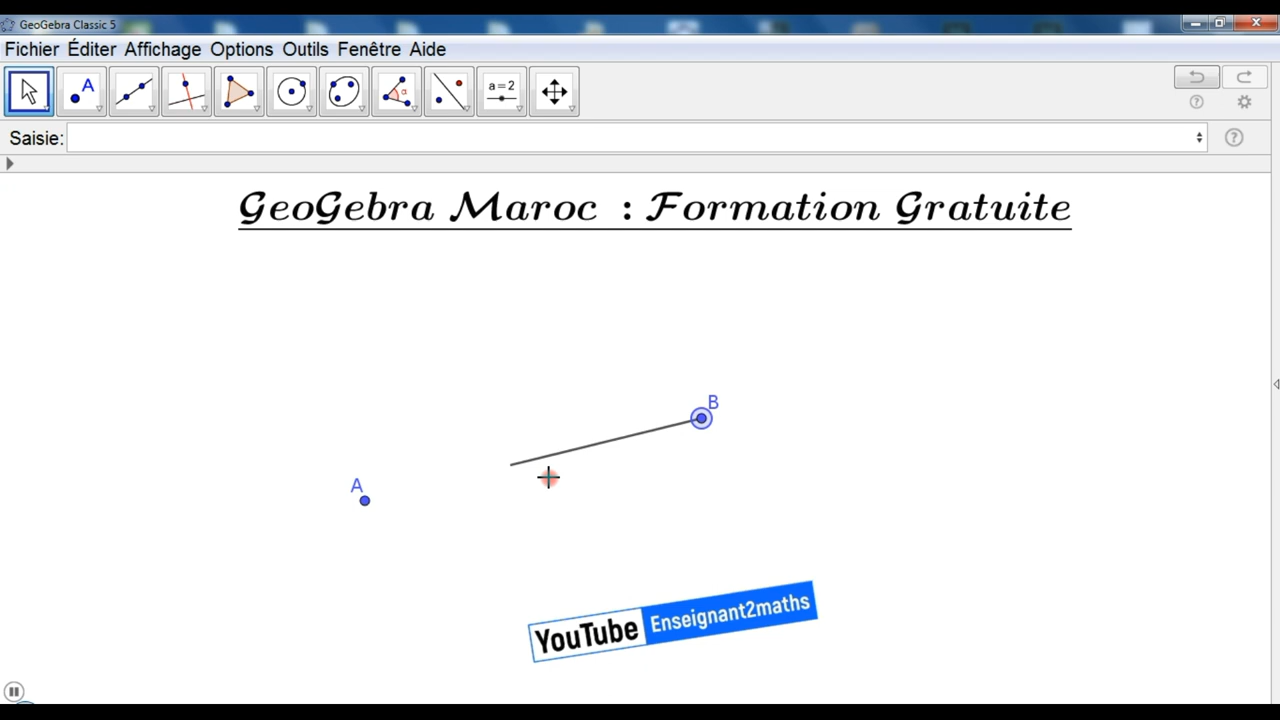 GeoGebra Classic 5
Fichier Éditer Affichage Options Outils Fenêtre Aide
A
α
a = 2
Saisie:
GeoGebra Maroc : Formation Gratuite
B
A
YouTube Enseignant2maths